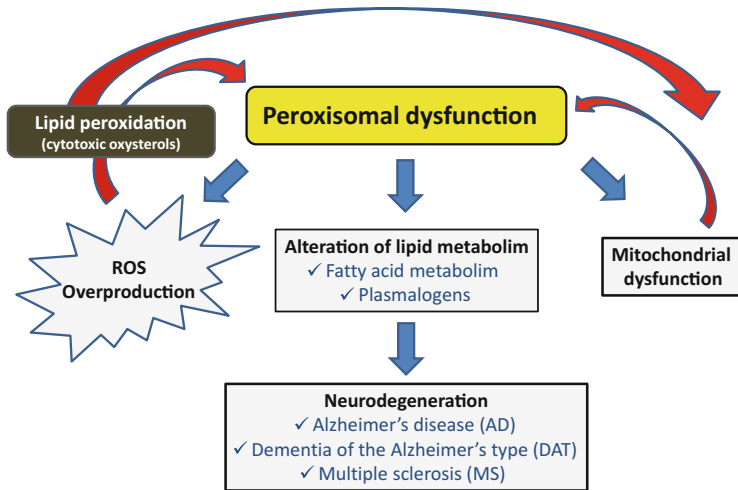 Lipid peroxidation
(cytotoxic oxysterols)
Peroxisomal dysfunction
ROS
Overproduction
Alteration of lipid metabolim
✓ Fatty acid metabolim
✓ Plasmalogens
Mitochondrial
dysfunction
Neurodegeneration
✓ Alzheimer's disease (AD)
✓ Dementia of the Alzheimer's type (DAT)
✓ Multiple sclerosis (MS)